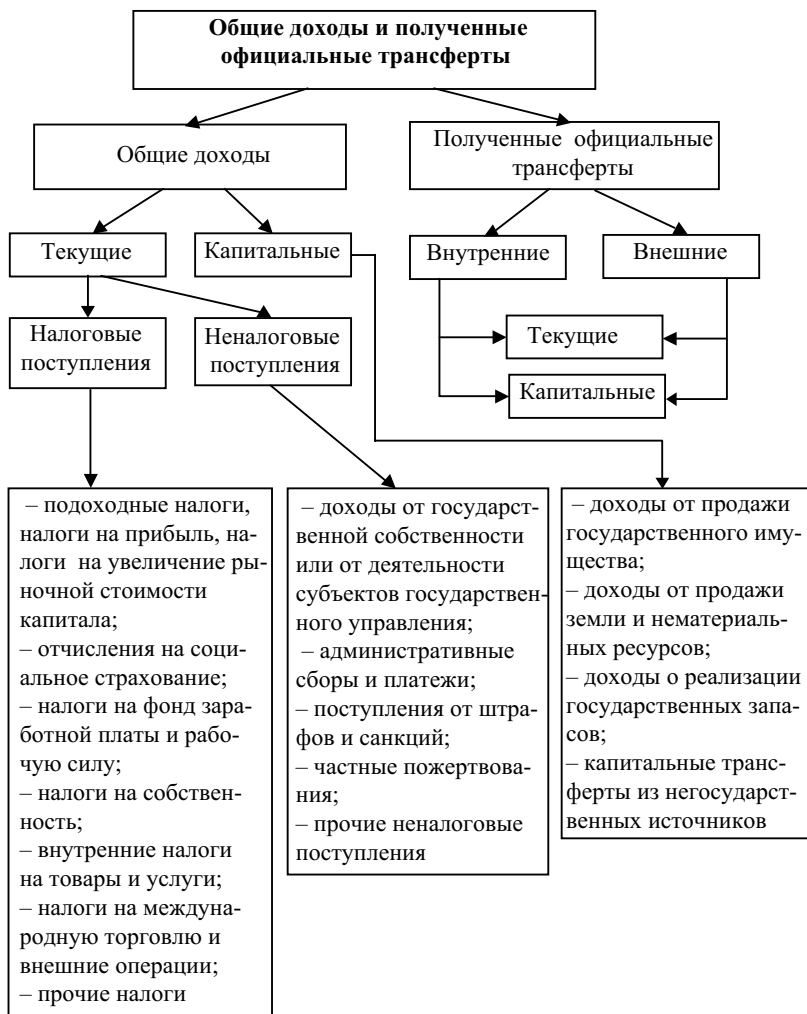 Общие доходы и полученные
официальные трансферты
Общие доходы
Полученные официальные
трансферты
Текущие
Капитальные
Внутренние
Внешние
Налоговые
поступления
Неналоговые
поступления
Текущие
Капитальные
– подоходные налоги,
налоги на прибыль, на-
логи на увеличение ры-
ночной стоимости
капитала;
– отчисления на соци-
альное страхование;
– налоги на фонд зара-
ботной платы и рабо-
чую силу;
– налоги на собствен-
ность;
– внутренние налоги
на товары и услуги;
– налоги на междуна-
родную торговлю и
внешние операции;
– прочие налоги
– доходы от государст-
венной собственности
или от деятельности
субъектов государствен-
ного управления;
– административные
сборы и платежи;
– поступления от штра-
фов и санкций;
– частные пожертвова-
ния;
– прочие неналоговые
поступления
– доходы от продажи
государственного иму-
щества;
– доходы от продажи
земли и нематериаль-
ных ресурсов;
– доходы о реализации
государственных запа-
сов;
– капитальные транс-
ферты из негосударст-
венных источников